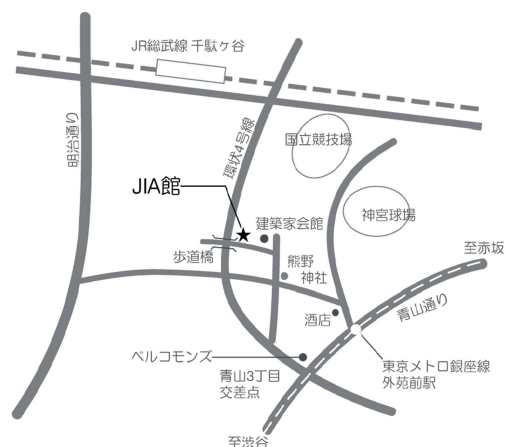 JR総武線 千駄ヶ谷
明治通り
環状4号線
国立競技場
JIA館
建築家会館
神宮球場
歩道橋
熊野
神社
至赤坂
青山通り
酒店
ベルコモンズ
青山3丁目
交差点
東京メトロ銀座線
外苑前駅
至渋谷